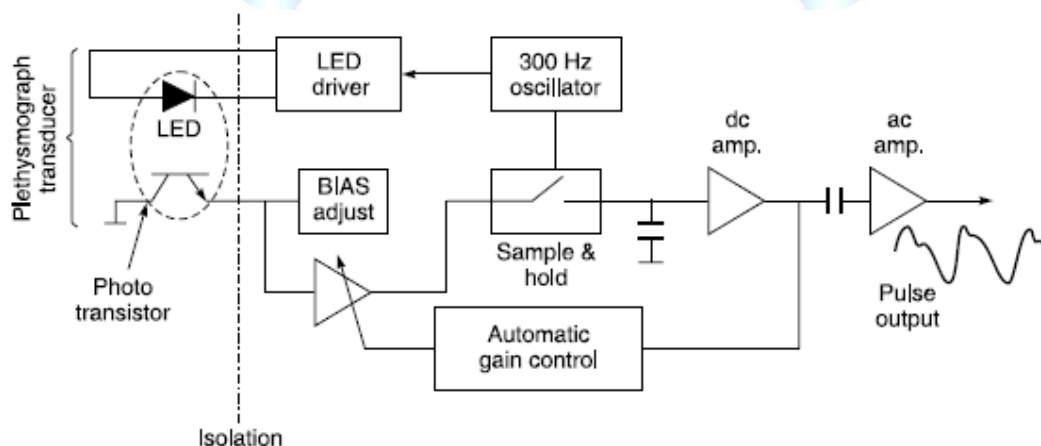 Plethysmograph
transducer
LED
LED
driver
300 Hz
oscillator
dc
amp.
ac
amp.
BIAS
adjust
Sample &
hold
Photo
transistor
Automatic
gain control
Pulse
output
Isolation